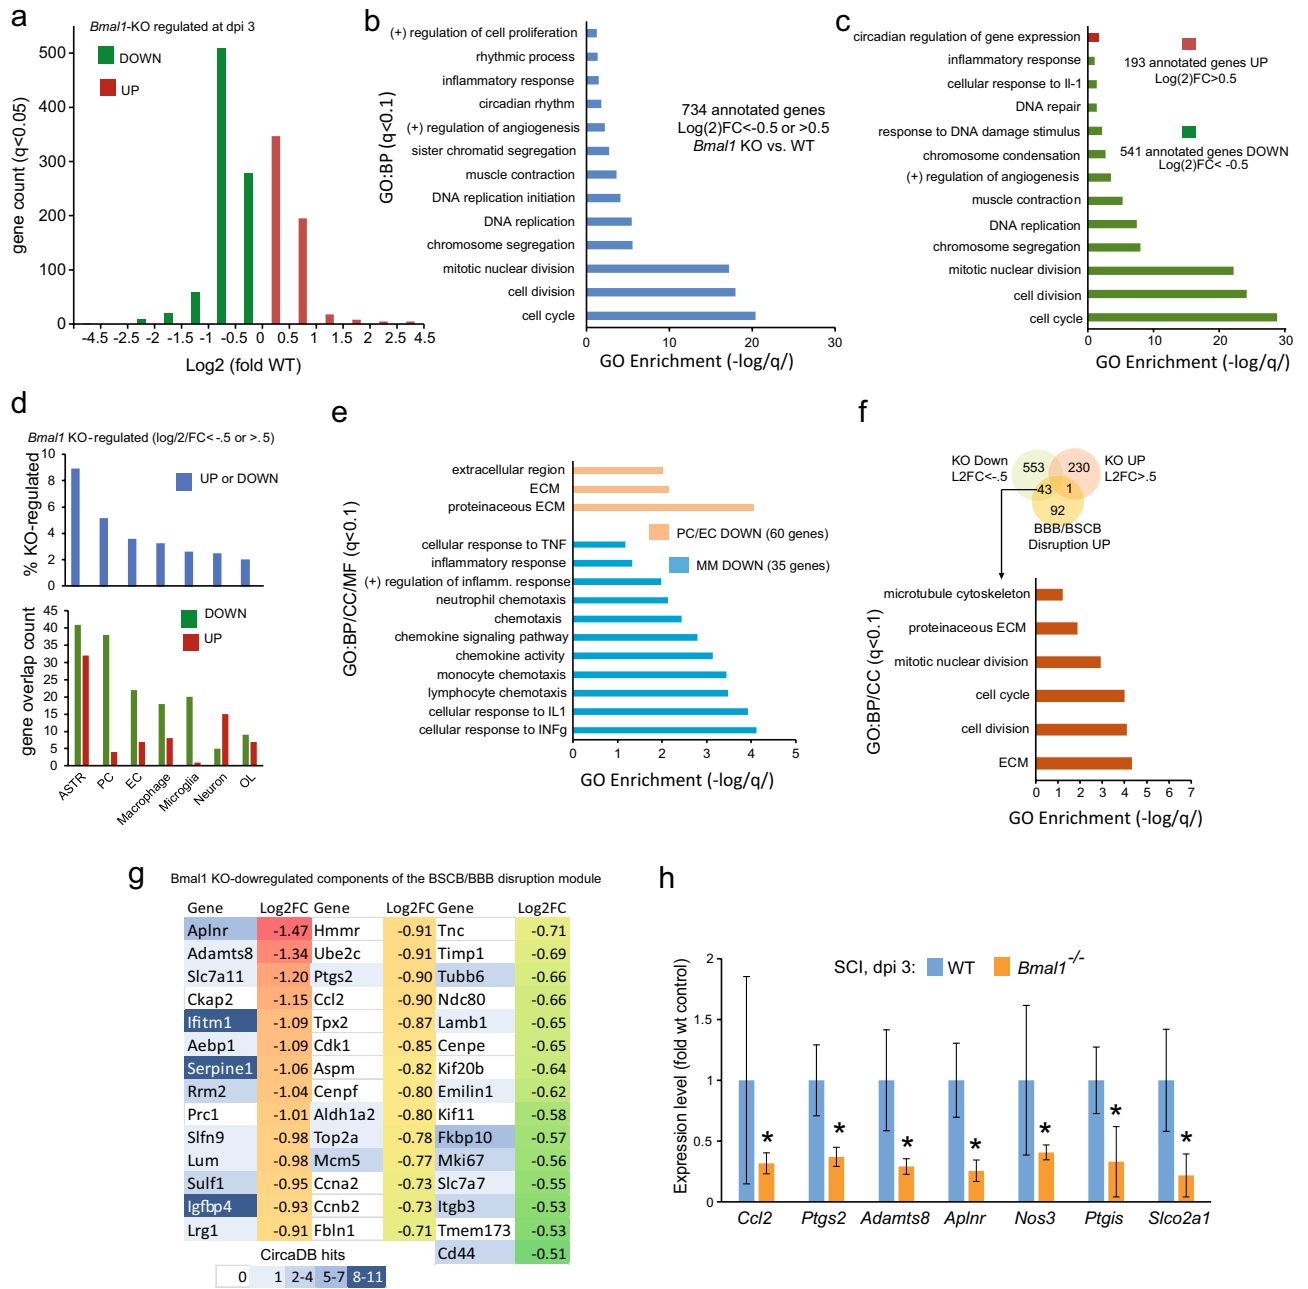 a
Bmal1-KO regulated at dpi 3
DOWN
UP
gene count (q<0.05)
500
400
300
200
100
0
-4.5 -2.5 -2 -1.5 -1 -0.5 0 0.5 1 1.5 2 2.5 4.5
Log2 (fold WT)
b
GO:BP (q<0.1)
(+) regulation of cell proliferation
rhythmic process
inflammatory response
circadian rhythm
(+) regulation of angiogenesis
sister chromatid segregation
muscle contraction
DNA replication initiation
DNA replication
chromosome segregation
mitotic nuclear division
cell division
cell cycle
734 annotated genes
Log(2)FC<-0.5 or >0.5
Bmal1 KO vs. WT
0 10 20 30
GO Enrichment (-log/q/)
c
circadian regulation of gene expression
inflammatory response
cellular response to Il-1
DNA repair
response to DNA damage stimulus
chromosome condensation
(+) regulation of angiogenesis
muscle contraction
DNA replication
chromosome segregation
mitotic nuclear division
cell division
cell cycle
193 annotated genes UP
Log(2)FC>0.5
541 annotated genes DOWN
Log(2)FC< -0.5
0 10 20 30
GO Enrichment (-log/q/)
d
Bmal1 KO-regulated (log/2/FC< -.5 or >.5)
% KO-regulated
10
8
6
4
2
0
UP or DOWN
gene overlap count
45
40
35
30
25
20
15
10
5
0
DOWN
UP
ASTR
PC
EC
Macrophage
Microglia
Neuron
OL
e
GO:BP/CC/MF (q<0.1)
extracellular region
ECM
proteinaceous ECM
PC/EC DOWN (60 genes)
MM DOWN (35 genes)
cellular response to TNF
inflammatory response
(+) regulation of inflamm. response
neutrophil chemotaxis
chemotaxis
chemokine signaling pathway
chemokine activity
monocyte chemotaxis
lymphocyte chemotaxis
cellular response to IL1
cellular response to INFg
0 1 2 3 4 5
GO Enrichment (-log/q/)
f
KO Down
L2FC<-.5
553
230
KO UP
L2FC>.5
43
1
92
BBB/BSCB
Disruption UP
GO:BP/CC (q<0.1)
microtubule cytoskeleton
proteinaceous ECM
mitotic nuclear division
cell cycle
cell division
ECM
0 1 2 3 4 5 6 7
GO Enrichment (-log/q/)
g
Bmal1 KO-dowregulated components of the BSCB/BBB disruption module
Gene Log2FC Gene Log2FC Gene Log2FC
Aplnr -1.47 Hmmr -0.91 Tnc -0.71
Adamts8 -1.34 Ube2c -0.91 Timp1 -0.69
Slc7a11 -1.20 Ptgs2 -0.90 Tubb6 -0.66
Ckap2 -1.15 Ccl2 -0.90 Ndc80 -0.66
Ifitm1 -1.09 Tpx2 -0.87 Lamb1 -0.65
Aebp1 -1.09 Cdk1 -0.85 Cenpe -0.65
Serpine1 -1.06 Aspm -0.82 Kif20b -0.64
Rrm2 -1.04 Cenpf -0.80 Emilin1 -0.62
Prc1 -1.01 Aldh1a2 -0.80 Kif11 -0.58
Slfn9 -0.98 Top2a -0.78 Fkbp10 -0.57
Lum -0.98 Mcm5 -0.77 Mki67 -0.56
Sulf1 -0.95 Ccna2 -0.73 Slc7a7 -0.55
Igfbp4 -0.93 Ccnb2 -0.73 Itgb3 -0.53
Lrg1 -0.91 Fbln1 -0.71 Tmem173 -0.53
Cd44 -0.51
CircaDB hits
0 1 2-4 5-7 8-11
h
SCI, dpi 3: WT Bmal1-/-
Expression level (fold wt control)
2
1.5
1
0.5
0
* * * * * * *
Ccl2 Ptgs2 Adamts8 Aplnr Nos3 Ptgis Slco2a1